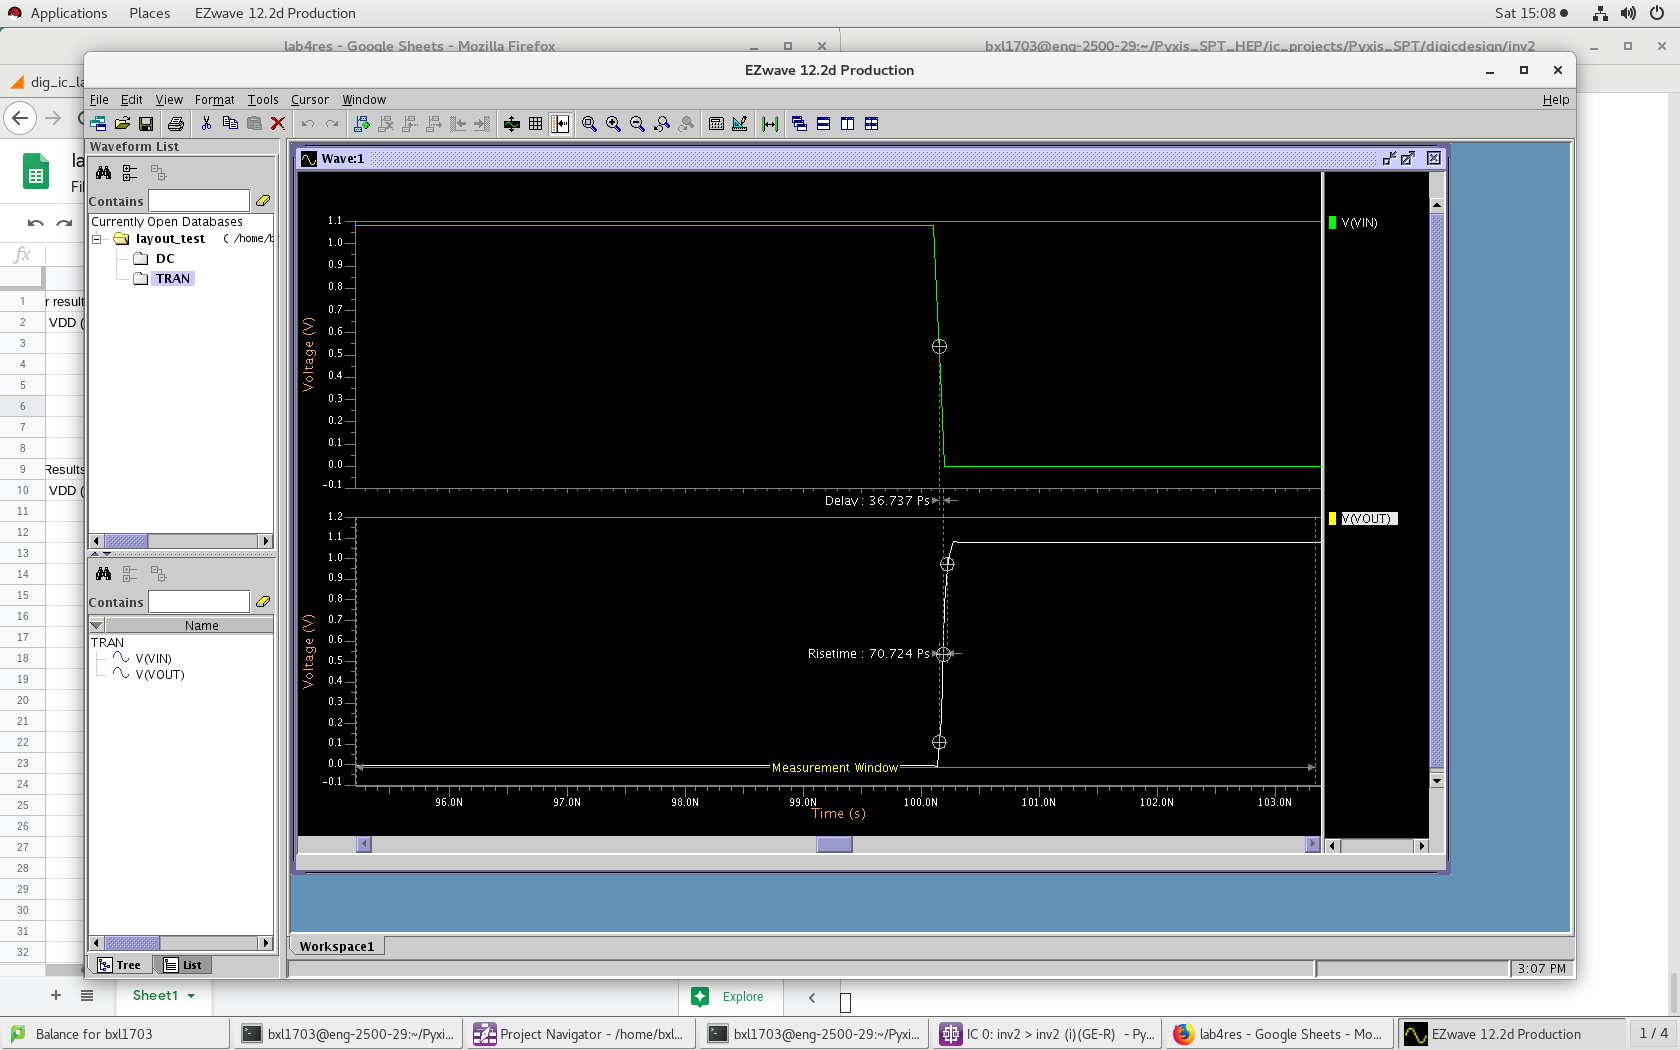 Applications Places EZwave 12.2d Production Sat 15:08
lab4res - Google Sheets - Mozilla Firefox
bxl1703@eng-2500-29:~/Pyxis_SPT_HEP/ic_projects/Pyxis_SPT/digicdesign/inv2
EZwave 12.2d Production
dig_ic_la
File Edit View Format Tools Cursor Window Help
Waveform List
Contains
Currently Open Databases
layout_test ( /home/b
DC
TRAN
Contains
Name
TRAN
V(VIN)
V(VOUT)
Tree List
la
Fil
fx
1 r result
2 VDD (
3
4
5
6
7
8
9 Results
10 VDD (
11
12
13
14
15
16
17
18
19
20
21
22
23
24
25
26
27
28
29
30
31
32
Wave:1
1.1
1.0
0.9
0.8
0.7
0.6
0.5
0.4
0.3
0.2
0.1
0.0
-0.1
Voltage (V)
V(VIN)
Delay : 36.737 Ps
1.2
1.1
1.0
0.9
0.8
0.7
0.6
0.5
0.4
0.3
0.2
0.1
0.0
-0.1
Voltage (V)
V(VOUT)
Risetime : 70.724 Ps
Measurement Window
96.0N 97.0N 98.0N 99.0N 100.0N 101.0N 102.0N 103.0N
Time (s)
Workspace1
3:07 PM
Sheet1
Explore
Balance for bxl1703
bxl1703@eng-2500-29:~/Pyxi...
Project Navigator - /home/bxl...
bxl1703@eng-2500-29:~/Pyxi...
IC 0: inv2 > inv2 (i)(GE-R) - Py...
lab4res - Google Sheets - Mo...
EZwave 12.2d Production
1 / 4